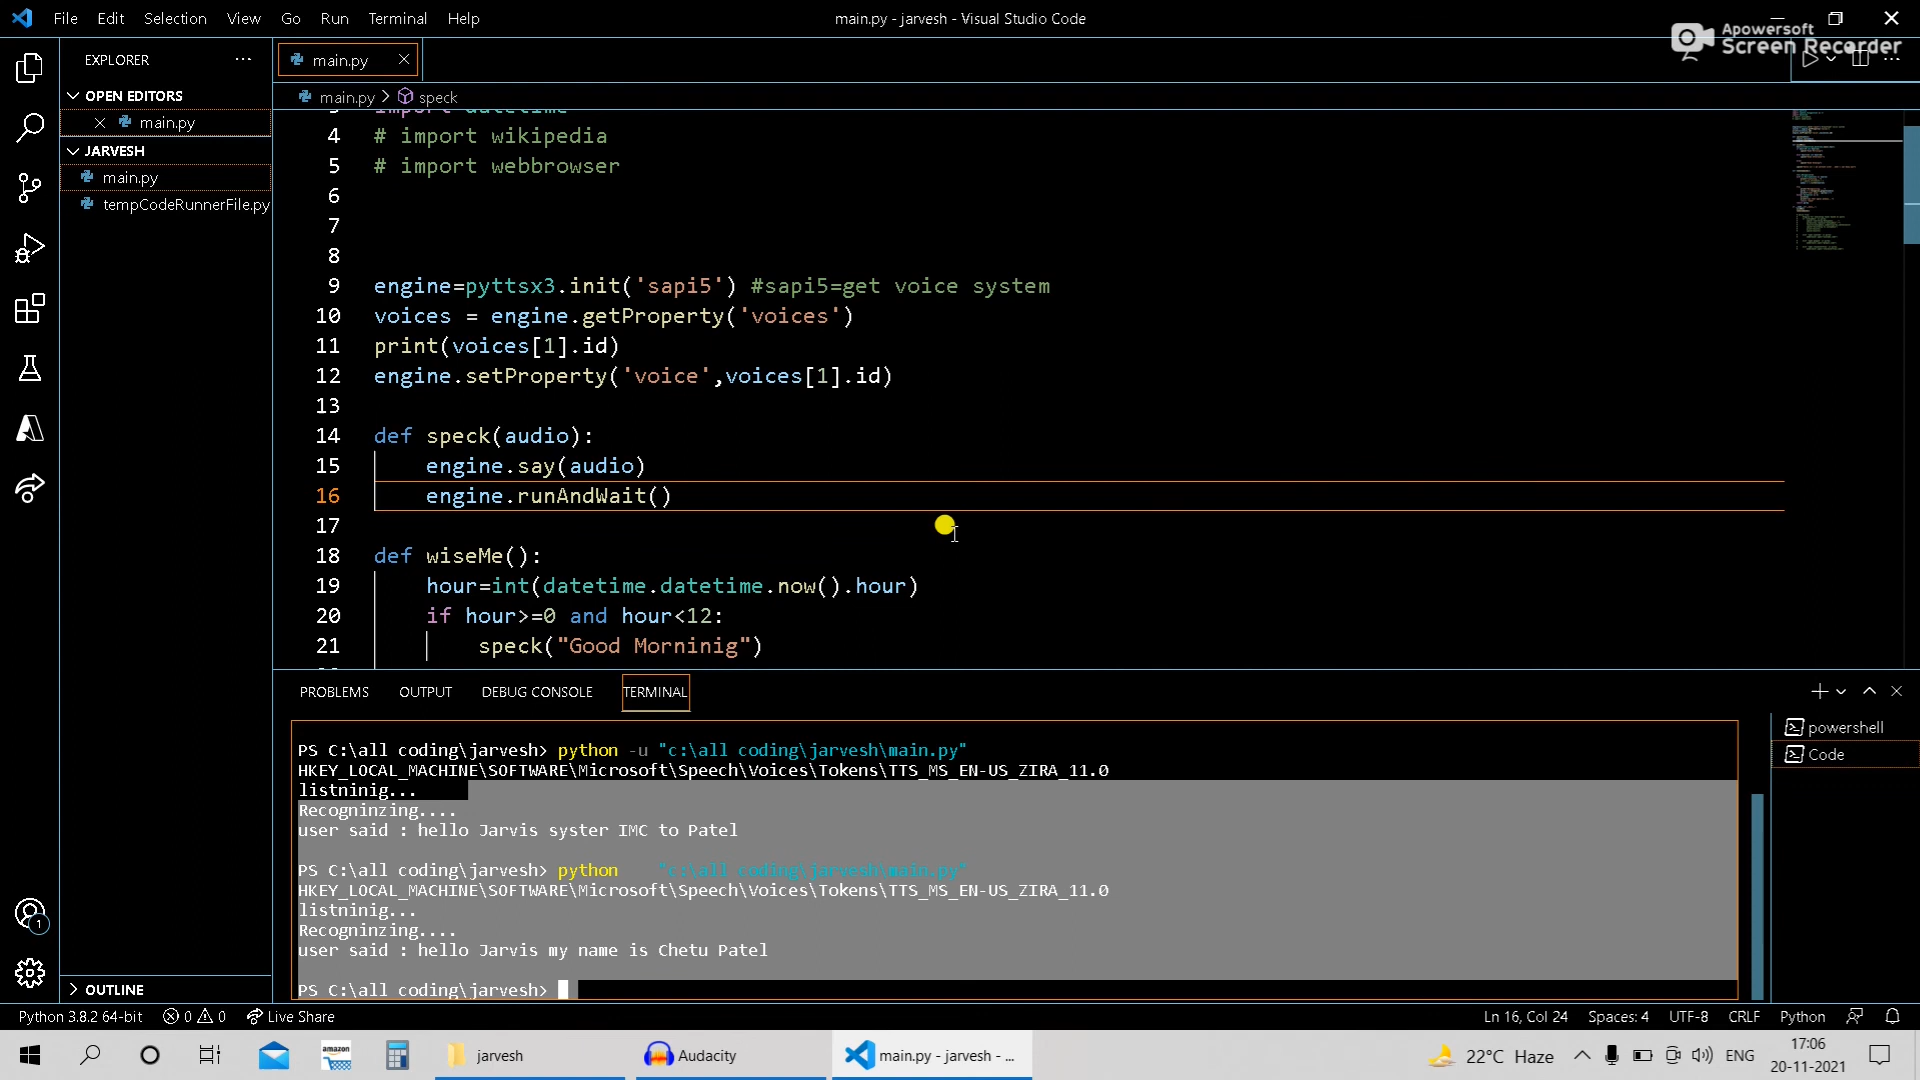 File Edit Selection View Go Run Terminal Help
main.py - jarvesh - Visual Studio Code
Apowersoft
Screen Recorder
EXPLORER
OPEN EDITORS
main.py
JARVESH
main.py
tempCodeRunnerFile.py
OUTLINE
main.py
main.py > speck
3 import datetime
4 # import wikipedia
5 # import webbrowser
6
7
8
9 engine=pyttsx3.init('sapi5') #sapi5=get voice system
10 voices = engine.getProperty('voices')
11 print(voices[1].id)
12 engine.setProperty('voice',voices[1].id)
13
14 def speck(audio):
15 engine.say(audio)
16 engine.runAndWait()
17
18 def wiseMe():
19 hour=int(datetime.datetime.now().hour)
20 if hour>=0 and hour<12:
21 speck("Good Morninig")
PROBLEMS OUTPUT DEBUG CONSOLE TERMINAL
PS C:\all coding\jarvesh> python -u "c:\all coding\jarvesh\main.py"
HKEY_LOCAL_MACHINE\SOFTWARE\Microsoft\Speech\Voices\Tokens\TTS_MS_EN-US_ZIRA_11.0
listninig...
Recogninzing....
user said : hello Jarvis syster IMC to Patel
PS C:\all coding\jarvesh> python "c:\all coding\jarvesh\main.py"
HKEY_LOCAL_MACHINE\SOFTWARE\Microsoft\Speech\Voices\Tokens\TTS_MS_EN-US_ZIRA_11.0
listninig...
Recogninzing....
user said : hello Jarvis my name is Chetu Patel
PS C:\all coding\jarvesh>
powershell
Code
1
Python 3.8.2 64-bit 0 0 Live Share
Ln 16, Col 24 Spaces: 4 UTF-8 CRLF Python
amazon
jarvesh
Audacity
main.py - jarvesh - ...
22°C Haze
ENG
17:06
20-11-2021